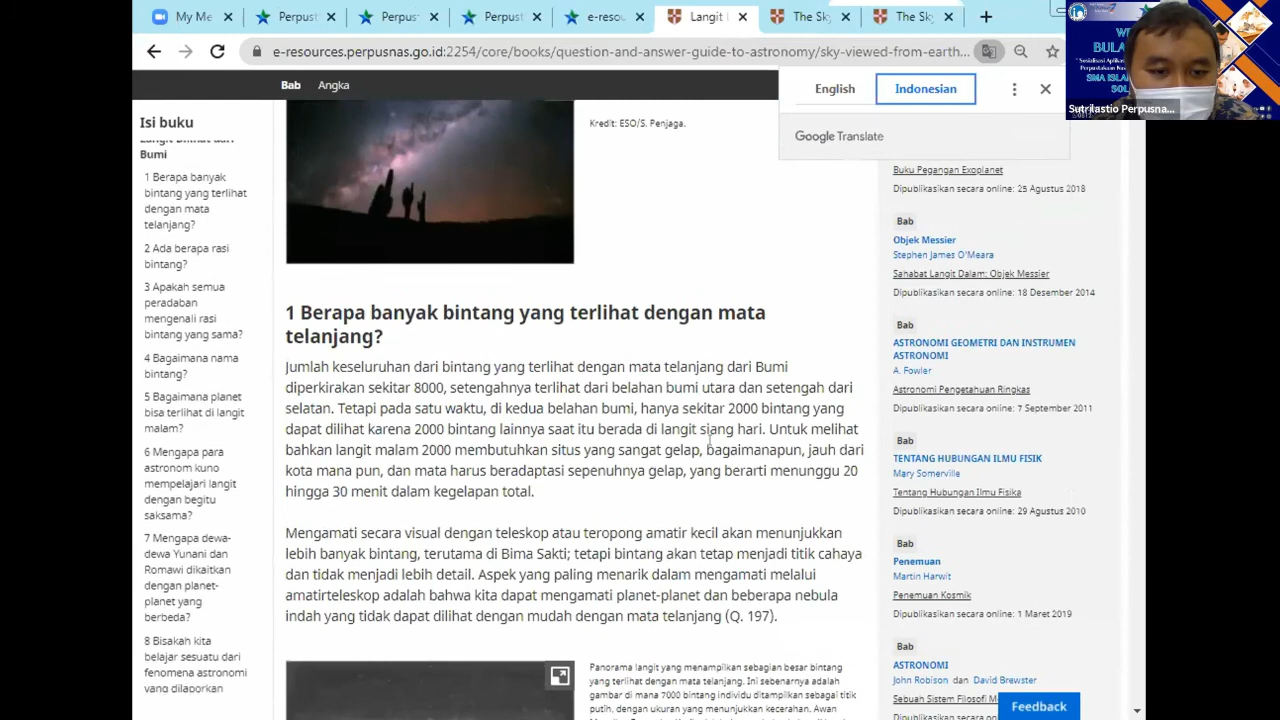 My Me
Perpust
Perpus
Perpust
e-resou
Langit
The Sk
The Sky
e-resources.perpusnas.go.id:2254/core/books/question-and-answer-guide-to-astronomy/sky-viewed-from-earth...
Bab
Angka
English
Indonesian
Google Translate
Sutrilastio Perpusna...
Isi buku
Bumi
1 Berapa banyak
bintang yang terlihat
dengan mata
telanjang?
2 Ada berapa rasi
bintang?
3 Apakah semua
peradaban
mengenali rasi
bintang yang sama?
4 Bagaimana nama
bintang?
5 Bagaimana planet
bisa terlihat di langit
malam?
6 Mengapa para
astronom kuno
mempelajari langit
dengan begitu
saksama?
7 Mengapa dewa-
dewa Yunani dan
Romawi dikaitkan
dengan planet-
planet yang
berbeda?
8 Bisakah kita
belajar sesuatu dari
fenomena astronomi
yang dilaporkan
Kredit: ESO/S. Penjaga.
1 Berapa banyak bintang yang terlihat dengan mata
telanjang?
Jumlah keseluruhan dari bintang yang terlihat dengan mata telanjang dari Bumi
diperkirakan sekitar 8000, setengahnya terlihat dari belahan bumi utara dan setengah dari
selatan. Tetapi pada satu waktu, di kedua belahan bumi, hanya sekitar 2000 bintang yang
dapat dilihat karena 2000 bintang lainnya saat itu berada di langit siang hari. Untuk melihat
bahkan langit malam 2000 membutuhkan situs yang sangat gelap, bagaimanapun, jauh dari
kota mana pun, dan mata harus beradaptasi sepenuhnya gelap, yang berarti menunggu 20
hingga 30 menit dalam kegelapan total.
Mengamati secara visual dengan teleskop atau teropong amatir kecil akan menunjukkan
lebih banyak bintang, terutama di Bima Sakti; tetapi bintang akan tetap menjadi titik cahaya
dan tidak menjadi lebih detail. Aspek yang paling menarik dalam mengamati melalui
amatirteleskop adalah bahwa kita dapat mengamati planet-planet dan beberapa nebula
indah yang tidak dapat dilihat dengan mudah dengan mata telanjang (Q. 197).
Panorama langit yang menampilkan sebagian besar bintang
yang terlihat dengan mata telanjang. Ini sebenarnya adalah
gambar di mana 7000 bintang individu ditampilkan sebagai titik
putih, dengan ukuran yang menunjukkan kecerahan. Awan
Buku Pegangan Exoplanet
Dipublikasikan secara online: 25 Agustus 2018
Bab
Objek Messier
Stephen James O'Meara
Sahabat Langit Dalam: Objek Messier
Dipublikasikan secara online: 18 Desember 2014
Bab
ASTRONOMI GEOMETRI DAN INSTRUMEN
ASTRONOMI
A. Fowler
Astronomi Pengetahuan Ringkas
Dipublikasikan secara online: 7 September 2011
Bab
TENTANG HUBUNGAN ILMU FISIK
Mary Somerville
Tentang Hubungan Ilmu Fisika
Dipublikasikan secara online: 29 Agustus 2010
Bab
Penemuan
Martin Harwit
Penemuan Kosmik
Dipublikasikan secara online: 1 Maret 2019
Bab
ASTRONOMI
John Robison dan David Brewster
Sebuah Sistem Filosofi M
Feedback